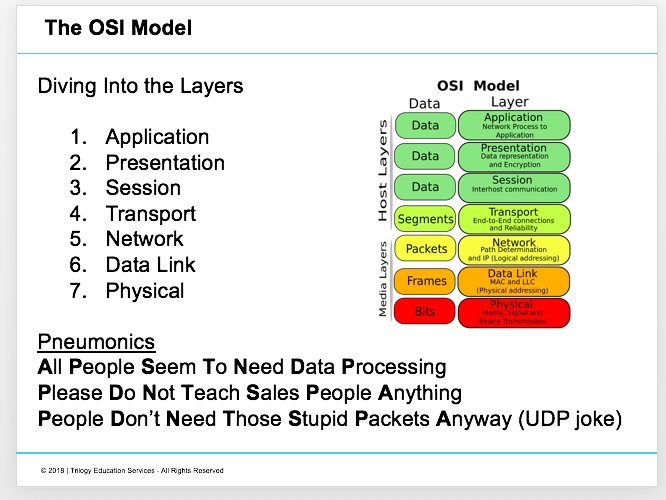 The OSI Model
Diving Into the Layers
1. Application
2. Presentation
3. Session
4. Transport
5. Network
6. Data Link
7. Physical
OSI Model
Data
Layer
Host Layers
Data
Application
Network Process to
Application
Data
Presentation
Data representation
and Encryption
Data
Session
Interhost communication
Segments
Transport
End-to-End connections
and Reliability
Media Layers
Packets
Network
Path Determination
and IP (Logical addressing)
Frames
Data Link
MAC and LLC
(Physical addressing)
Bits
Physical
Media, Signal and
Binary Transmission
Pneumonics
All People Seem To Need Data Processing
Please Do Not Teach Sales People Anything
People Don't Need Those Stupid Packets Anyway (UDP joke)
© 2018 | Trilogy Education Services - All Rights Reserved